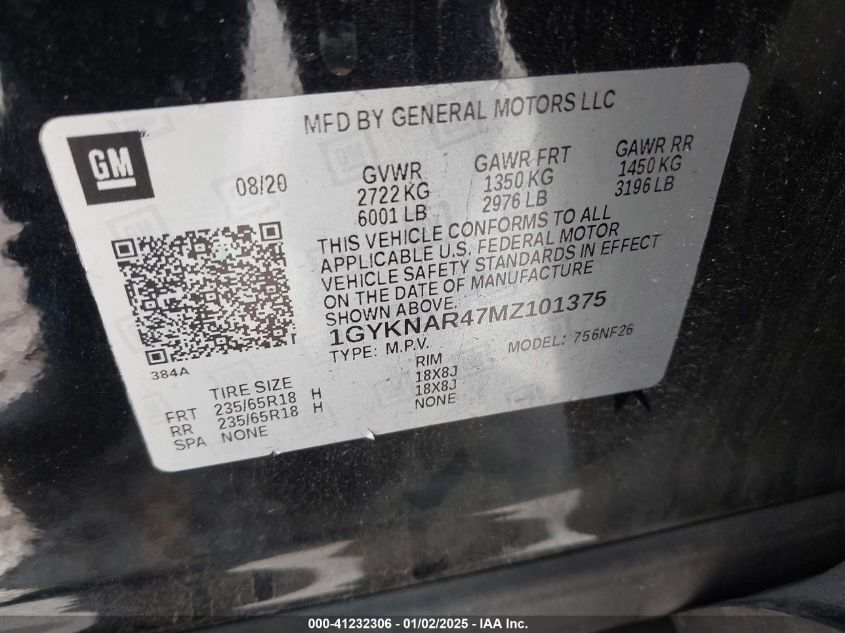 MFD BY GENERAL MOTORS LLC
GM
08/20
GVWR
2722 KG
6001 LB
GAWR FRT
1350 KG
2976 LB
GAWR RR
1450 KG
3196 LB
THIS VEHICLE CONFORMS TO ALL
APPLICABLE U.S. FEDERAL MOTOR
VEHICLE SAFETY STANDARDS IN EFFECT
ON THE DATE OF MANUFACTURE
SHOWN ABOVE.
1GYKNAR47MZ101375
TYPE: M.P.V. MODEL: 756NF26
384A
TIRE SIZE RIM
FRT 235/65R18 H 18X8J
RR 235/65R18 H 18X8J
SPA NONE NONE
000-41232306 - 01/02/2025 - IAA Inc.